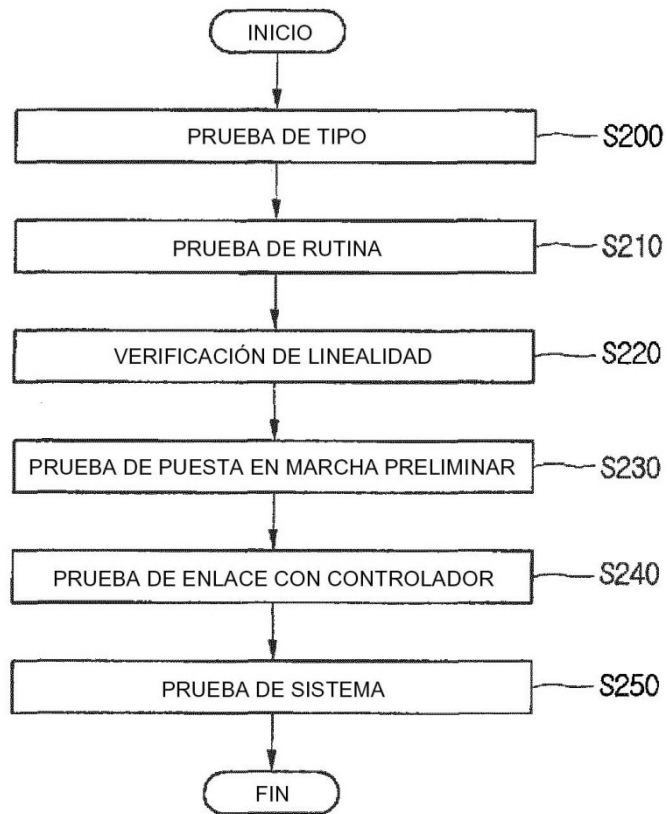 INICIO
PRUEBA DE TIPO S200
PRUEBA DE RUTINA S210
VERIFICACIÓN DE LINEALIDAD S220
PRUEBA DE PUESTA EN MARCHA PRELIMINAR S230
PRUEBA DE ENLACE CON CONTROLADOR S240
PRUEBA DE SISTEMA S250
FIN